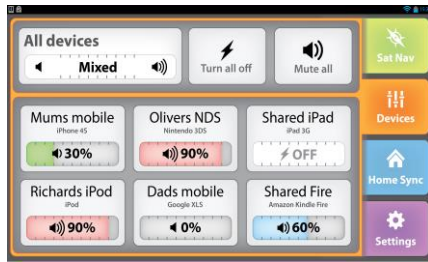 All devices
Mixed
Turn all off
Mute all
Sat Nav
Devices
Home Sync
Settings
Mums mobile
iPhone 4S
30%
Olivers NDS
Nintendo 3DS
90%
Shared iPad
iPad 3G
OFF
Richards iPod
iPod
90%
Dads mobile
Google XLS
0%
Shared Fire
Amazon Kindle Fire
60%